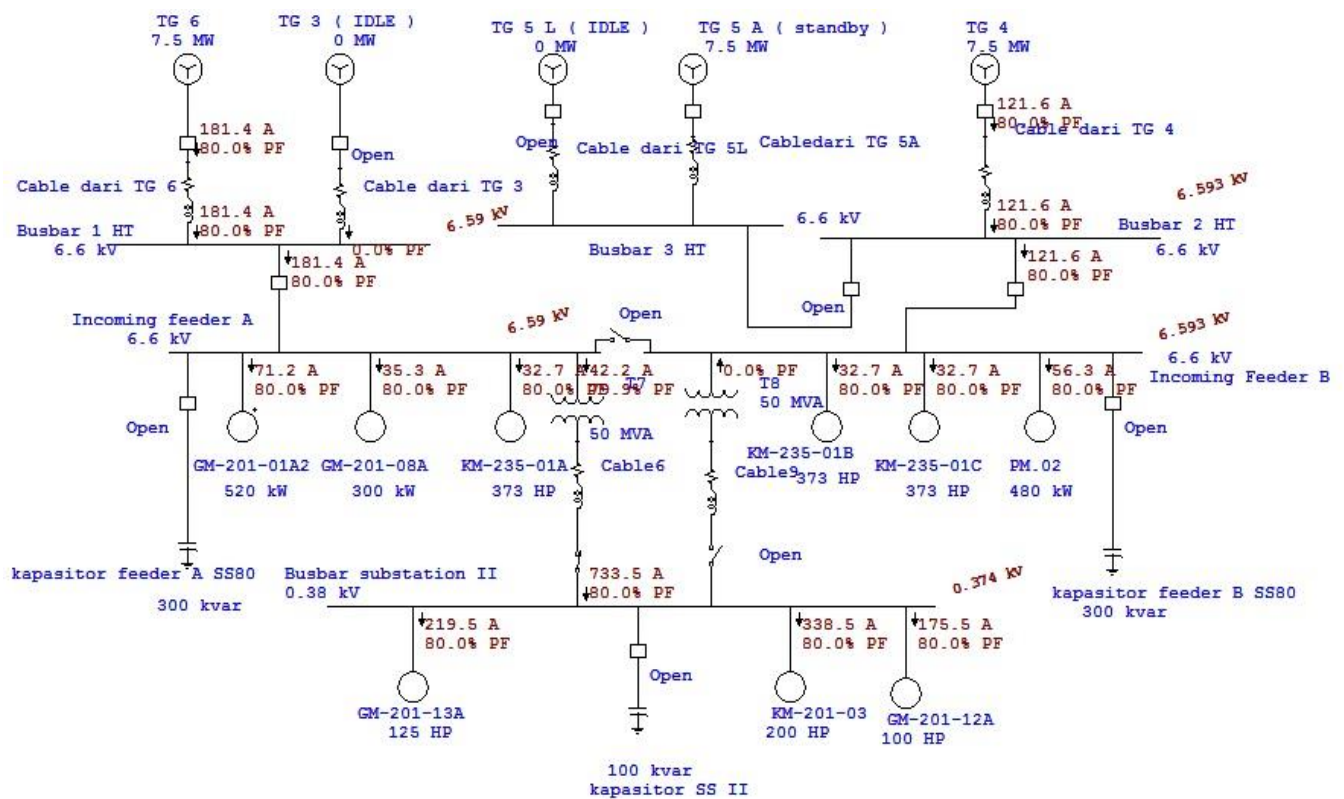 TG 6
7.5 MW
TG 3 ( IDLE )
0 MW
TG 5 L ( IDLE )
0 MW
TG 5 A ( standby )
7.5 MW
TG 4
7.5 MW
181.4 A
80.0% PF
Open
Open
121.6 A
80.0% PF
Cable dari TG 4
Cable dari TG 5L
Cabledari TG 5A
Cable dari TG 6
Cable dari TG 3
181.4 A
80.0% PF
0.0% PF
6.59 kV
6.6 kV
121.6 A
80.0% PF
6.593 kV
Busbar 1 HT
6.6 kV
Busbar 3 HT
Busbar 2 HT
6.6 kV
181.4 A
80.0% PF
121.6 A
80.0% PF
Open
Incoming feeder A
6.6 kV
6.59 kV
Open
6.593 kV
6.6 kV
Incoming Feeder B
71.2 A
80.0% PF
35.3 A
80.0% PF
32.7 A
80.0% PF
42.2 A
79.9% PF
T7
50 MVA
0.0% PF
T8
50 MVA
32.7 A
80.0% PF
32.7 A
80.0% PF
56.3 A
80.0% PF
Open
Open
GM-201-01A2
520 kW
GM-201-08A
300 kW
KM-235-01A
373 HP
Cable6
Cable9
KM-235-01B
373 HP
KM-235-01C
373 HP
PM.02
480 kW
Open
kapasitor feeder A SS80
300 kvar
Busbar substation II
0.38 kV
733.5 A
80.0% PF
0.374 kV
kapasitor feeder B SS80
300 kvar
219.5 A
80.0% PF
Open
338.5 A
80.0% PF
175.5 A
80.0% PF
GM-201-13A
125 HP
KM-201-03
200 HP
GM-201-12A
100 HP
100 kvar
kapasitor SS II